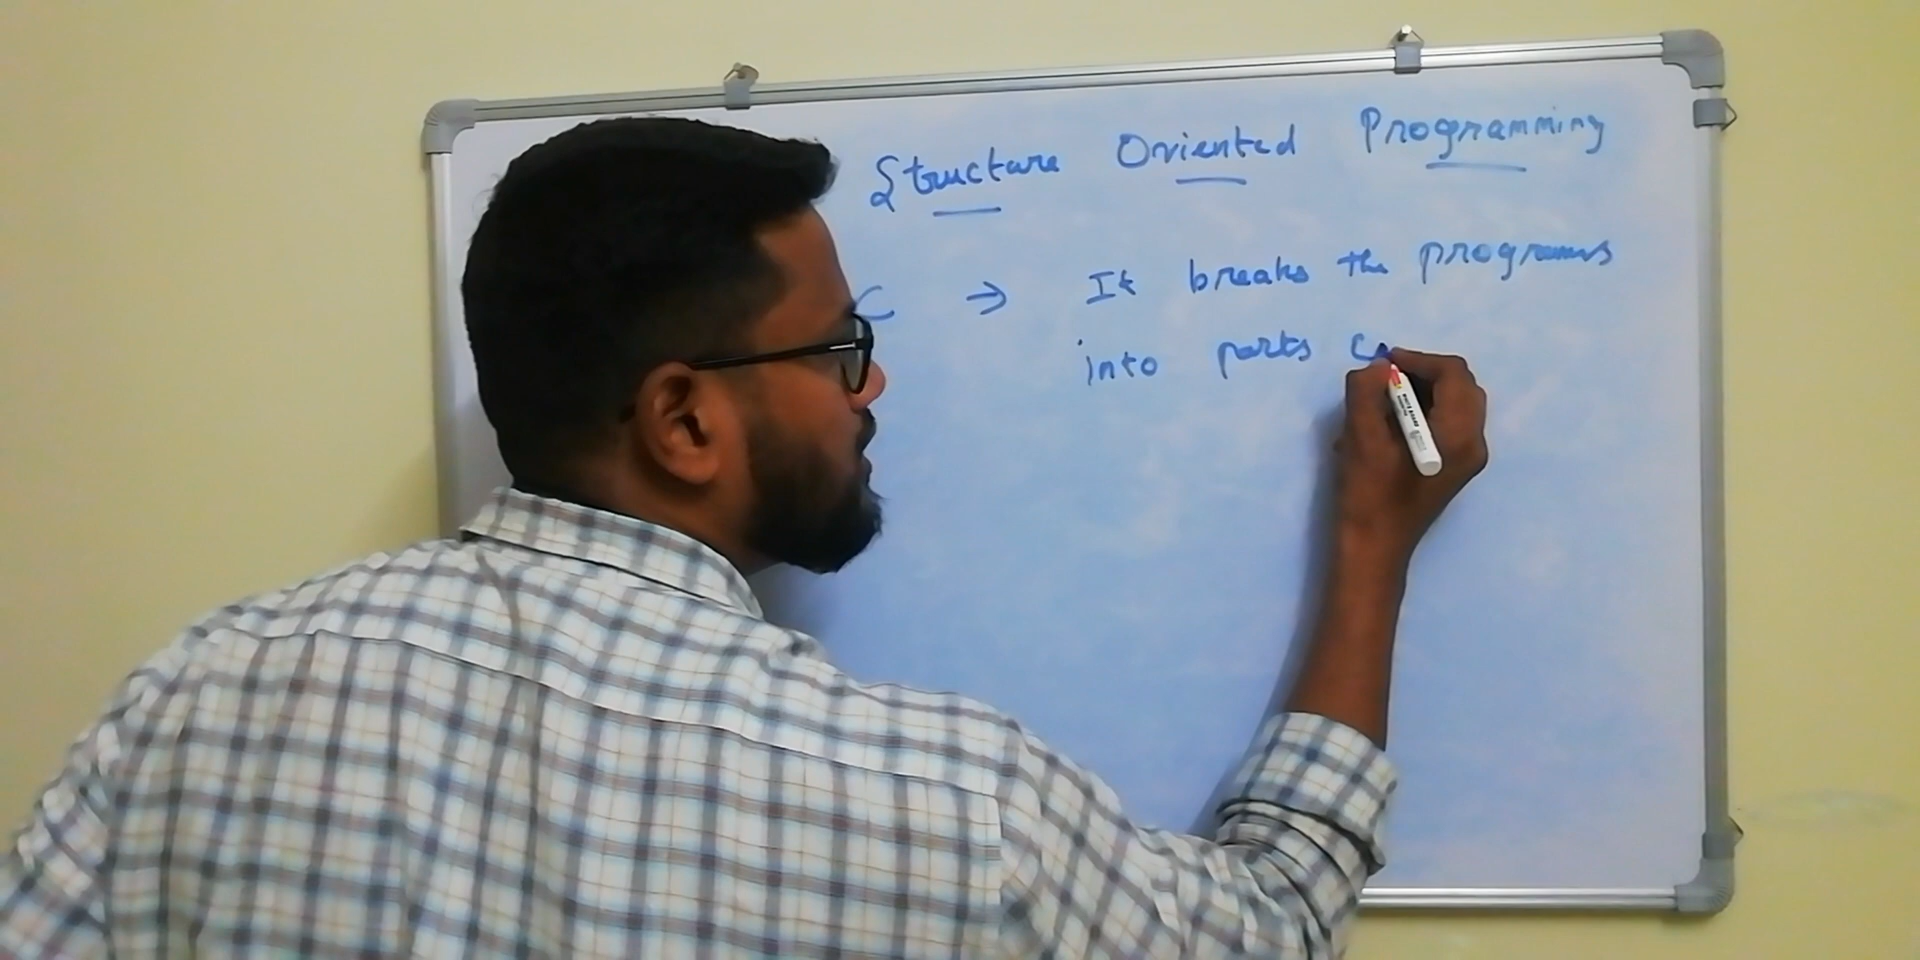 Structure Oriented Programming
C → It breaks the programs
into parts